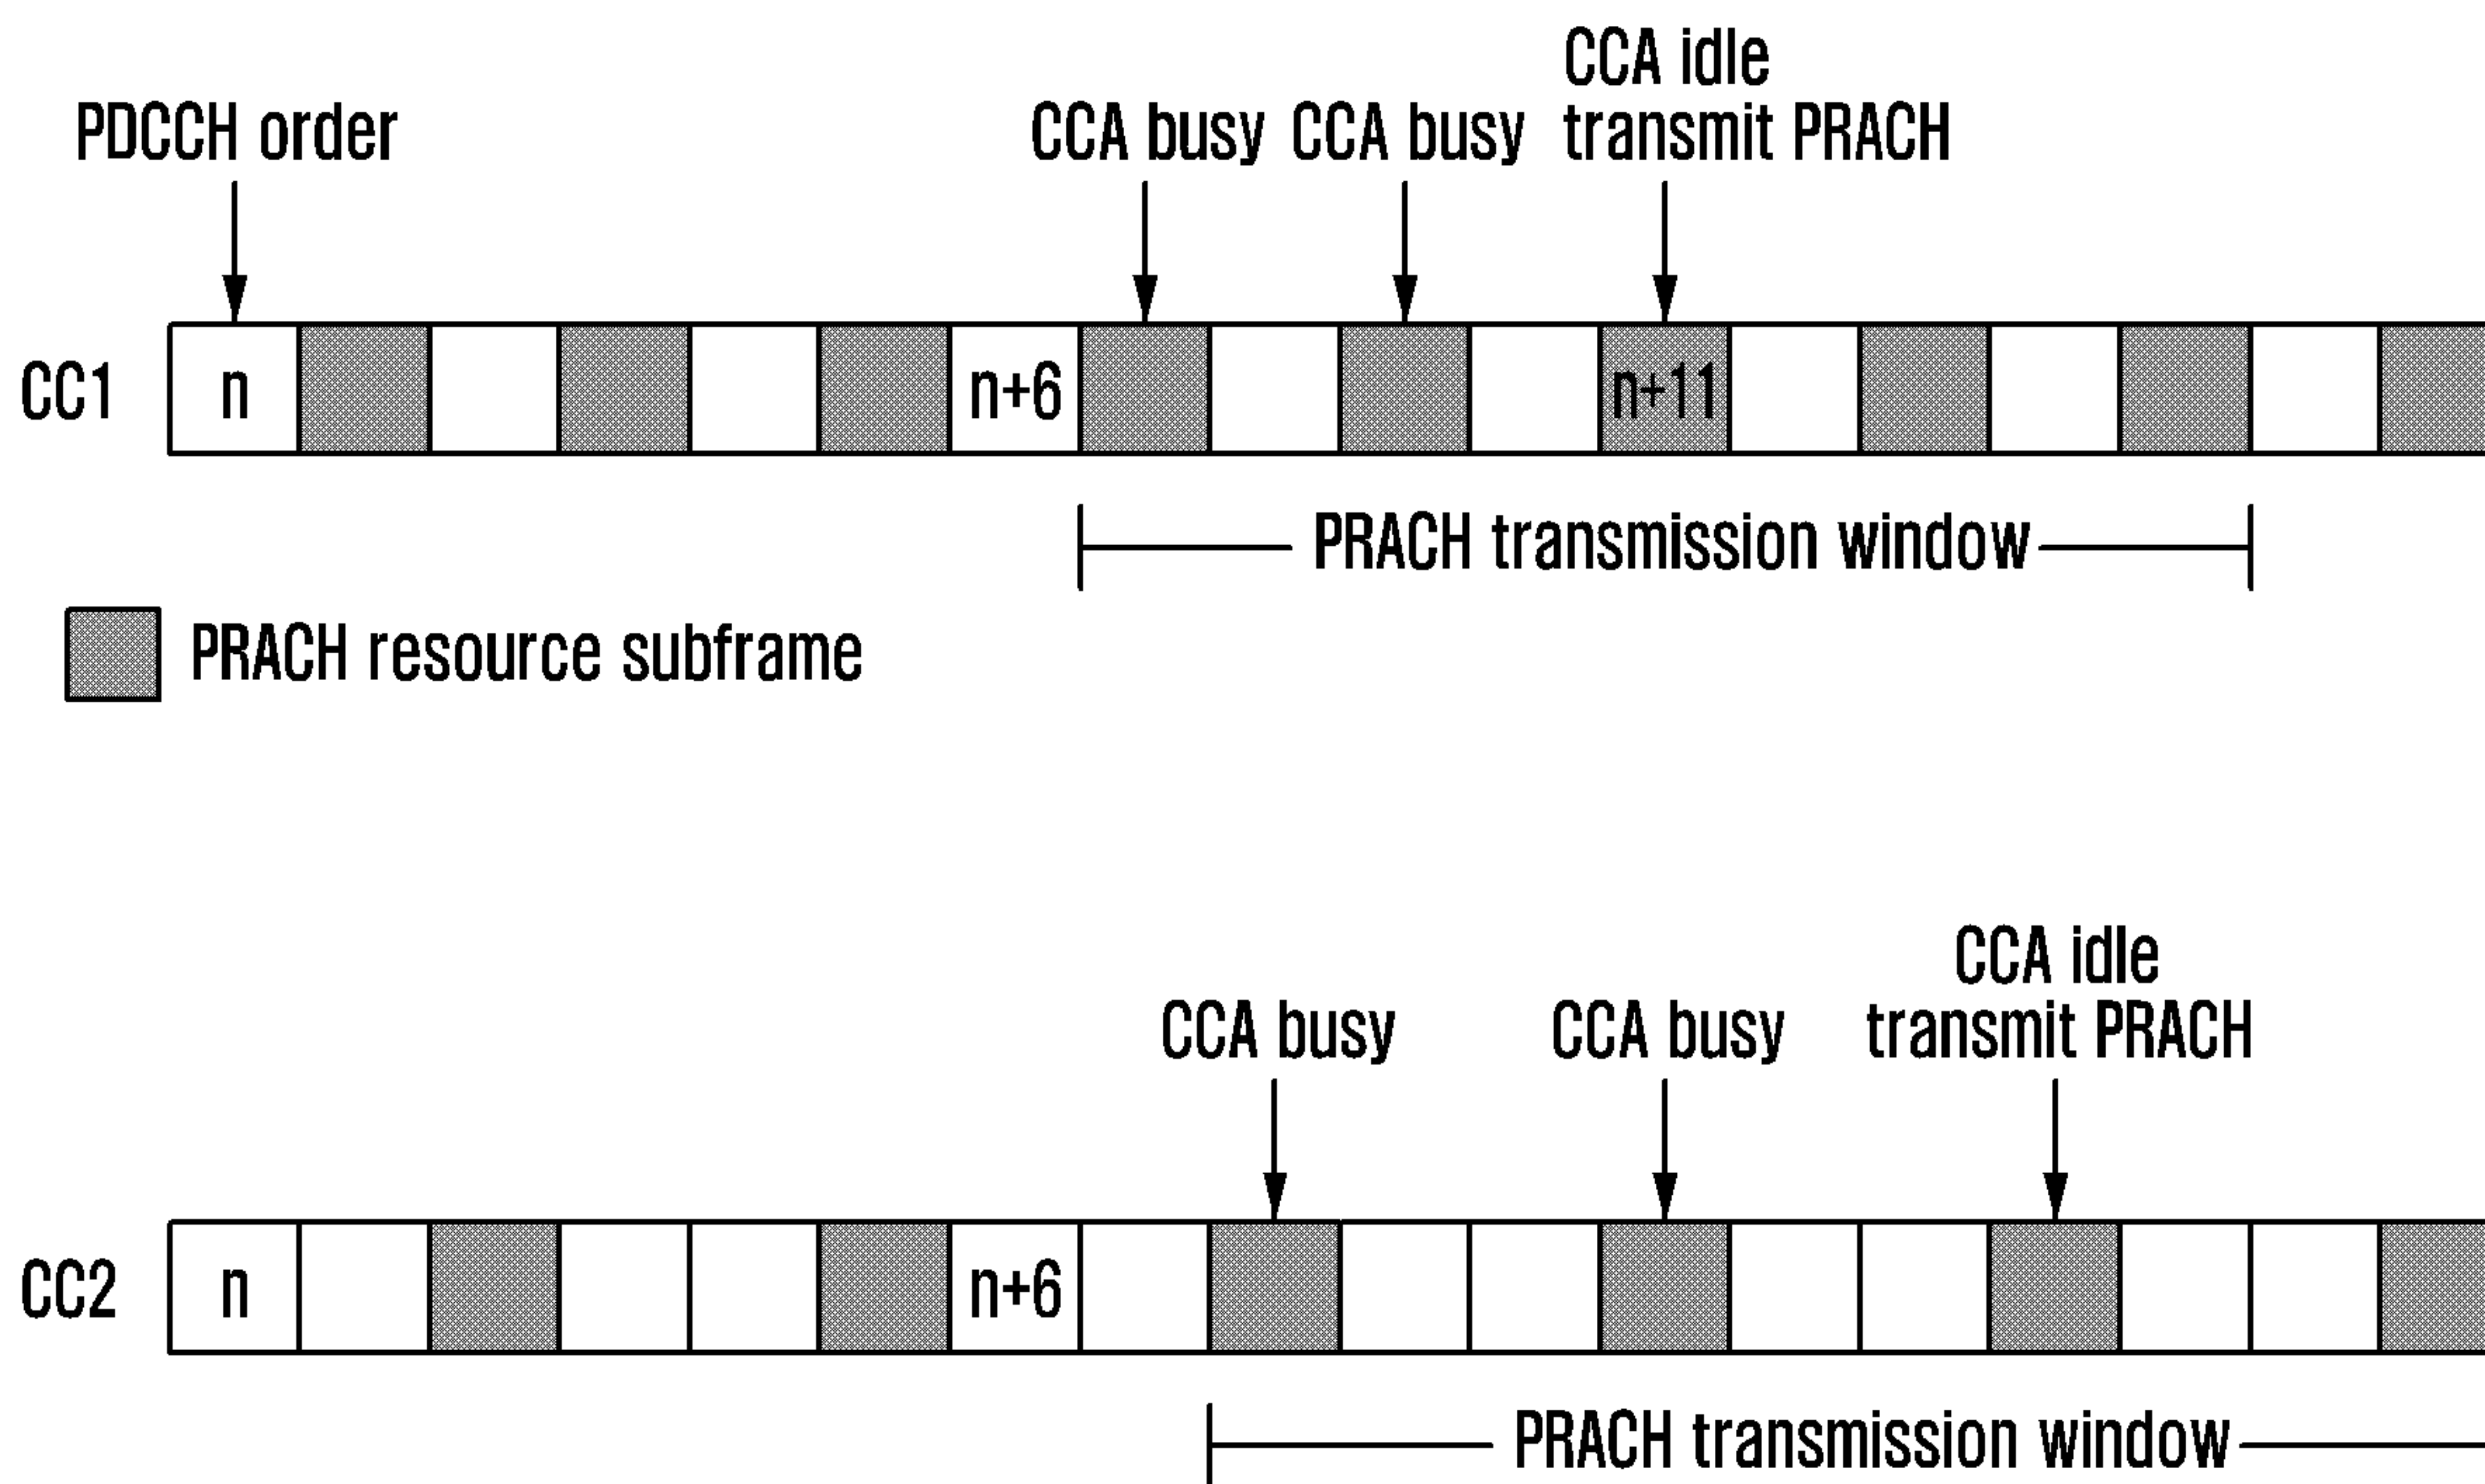 CCA idle
PDCCH order CCA busy CCA busy transmit PRACH
CC1 n n+6 n+11
PRACH transmission window
PRACH resource subframe
CCA idle
CCA busy CCA busy transmit PRACH
CC2 n n+6
PRACH transmission window